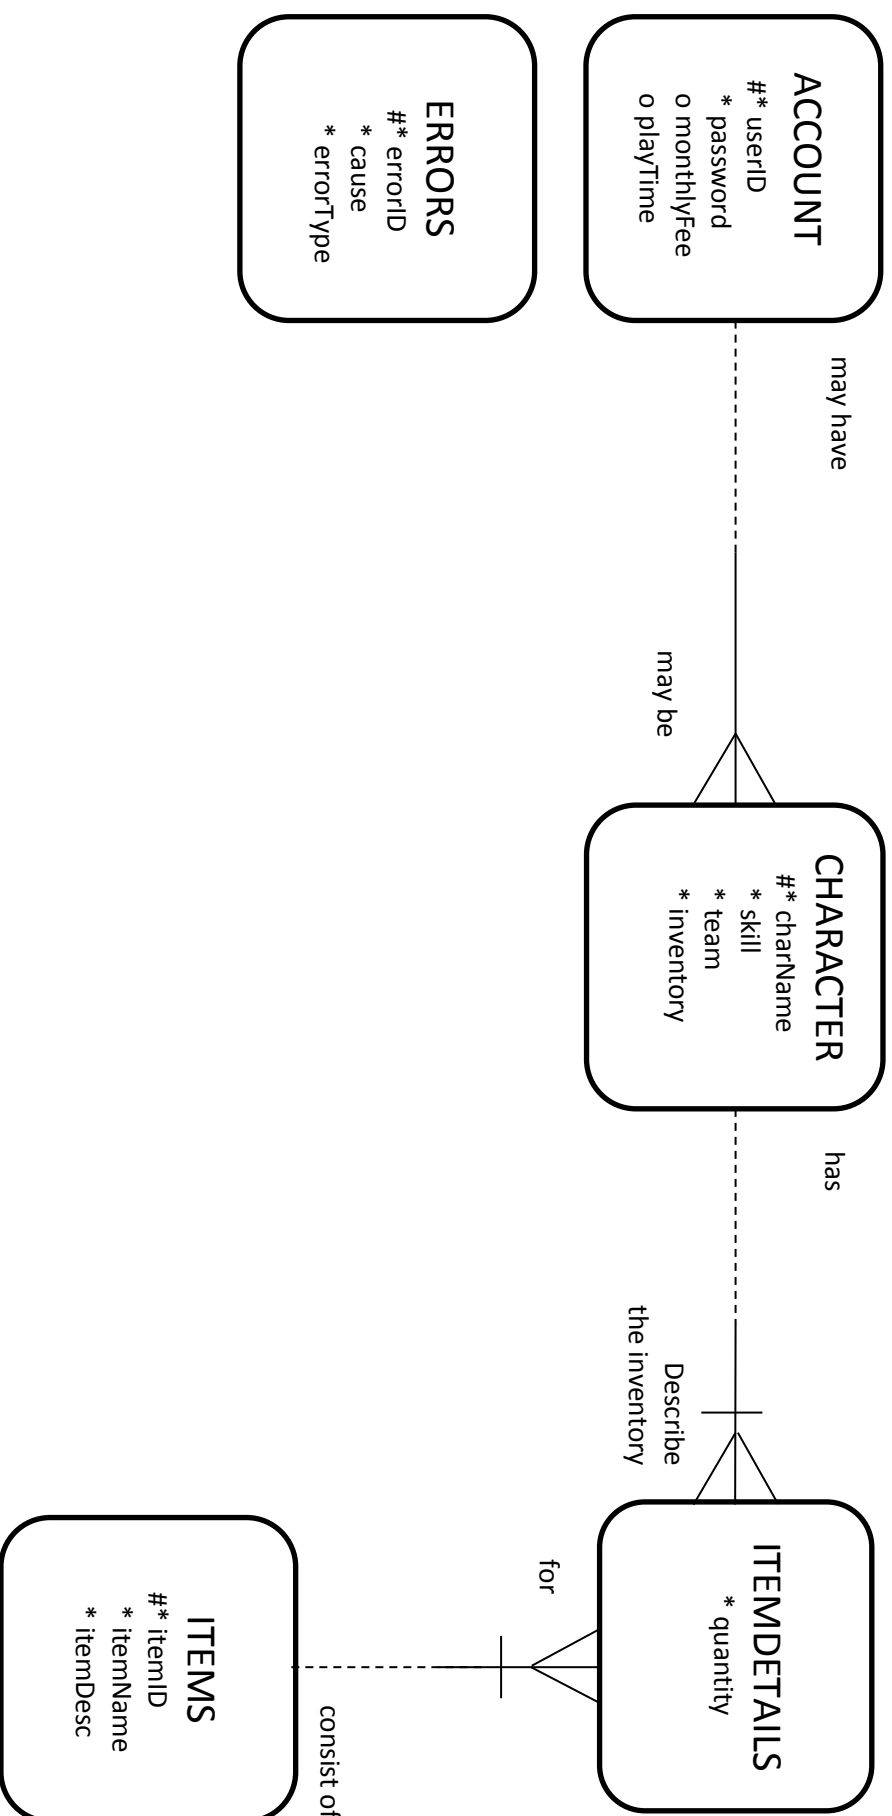 ACCOUNT
#* userID
* password
o monthlyFee
o playTime
may have
may be
CHARACTER
#* charName
* skill
* team
* inventory
has
Describe
the inventory
ITEMDETAILS
* quantity
for
consist of
ITEMS
#* itemID
* itemName
* itemDesc
ERRORS
#* errorID
* cause
* errorType